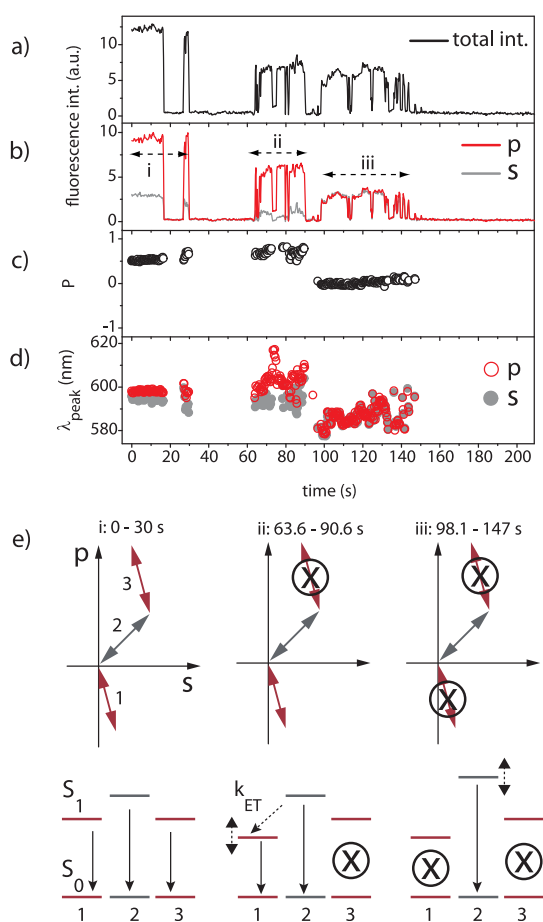 a)
fluorescence int. (a.u.)
10
5
0
total int.
b)
10
5
0
i
ii
iii
p
s
c)
P
1
0
-1
d)
λpeak (nm)
620
600
580
p
s
0 20 40 60 80 100 120 140 160 180 200
time (s)
e)
i: 0 - 30 s
ii: 63.6 - 90.6 s
iii: 98.1 - 147 s
p
3
2
1
s
X
X
X
S1
kET
S0
X
X
X
1 2 3
1 2 3
1 2 3